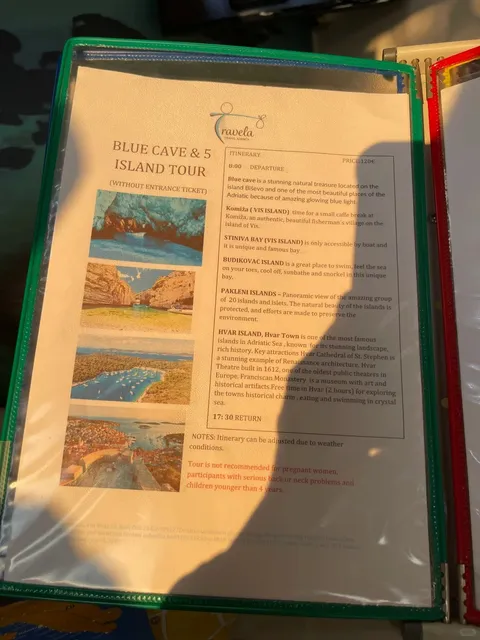 Travela
BLUE CAVE & 5
ISLAND TOUR
(WITHOUT ENTRANCE TICKET)
ITINERARY
PRICE:120€
8:00 DEPARTURE
Blue cave is a stunning natural treasure located on the
island Biševo and one of the most beautiful places of the
Adriatic because of amazing glowing blue light.
Komiža ( VIS ISLAND) time for a small caffe break at
Komiža, an authentic, beautiful fisherman's village on the
island of Vis.
STINIVA BAY (VIS ISLAND) is only accessible by boat and
it is unique and famous bay.
BUDIKOVAC ISLAND is a great place to swim, feel the sea
on your toes, cool off, sunbathe and snorkel in this unique
bay.
PAKLENI ISLANDS – Panoramic view of the amazing group
of 20 islands and islets. The natural beauty of the islands is
protected, and efforts are made to preserve the
environment.
HVAR ISLAND, Hvar Town is one of the most famous
islands in Adriatic Sea , known for its stunning landscape,
rich history. Key attractions Hvar Cathedral of St. Stephen is
a stunning example of Renaissance architecture, Hvar
Theatre built in 1612, one of the oldest public theaters in
Europe, Franciscan Monastery is a museum with art and
historical artifacts.Free time in Hvar (2 hours) for exploring
the towns historical charm , eating and swimming in crystal
sea.
17: 30 RETURN
NOTES: Itinerary can be adjusted due to weather
conditions.
Tour is not recommended for pregnant women,
participants with serious back or neck problems and
children younger than 4 years.